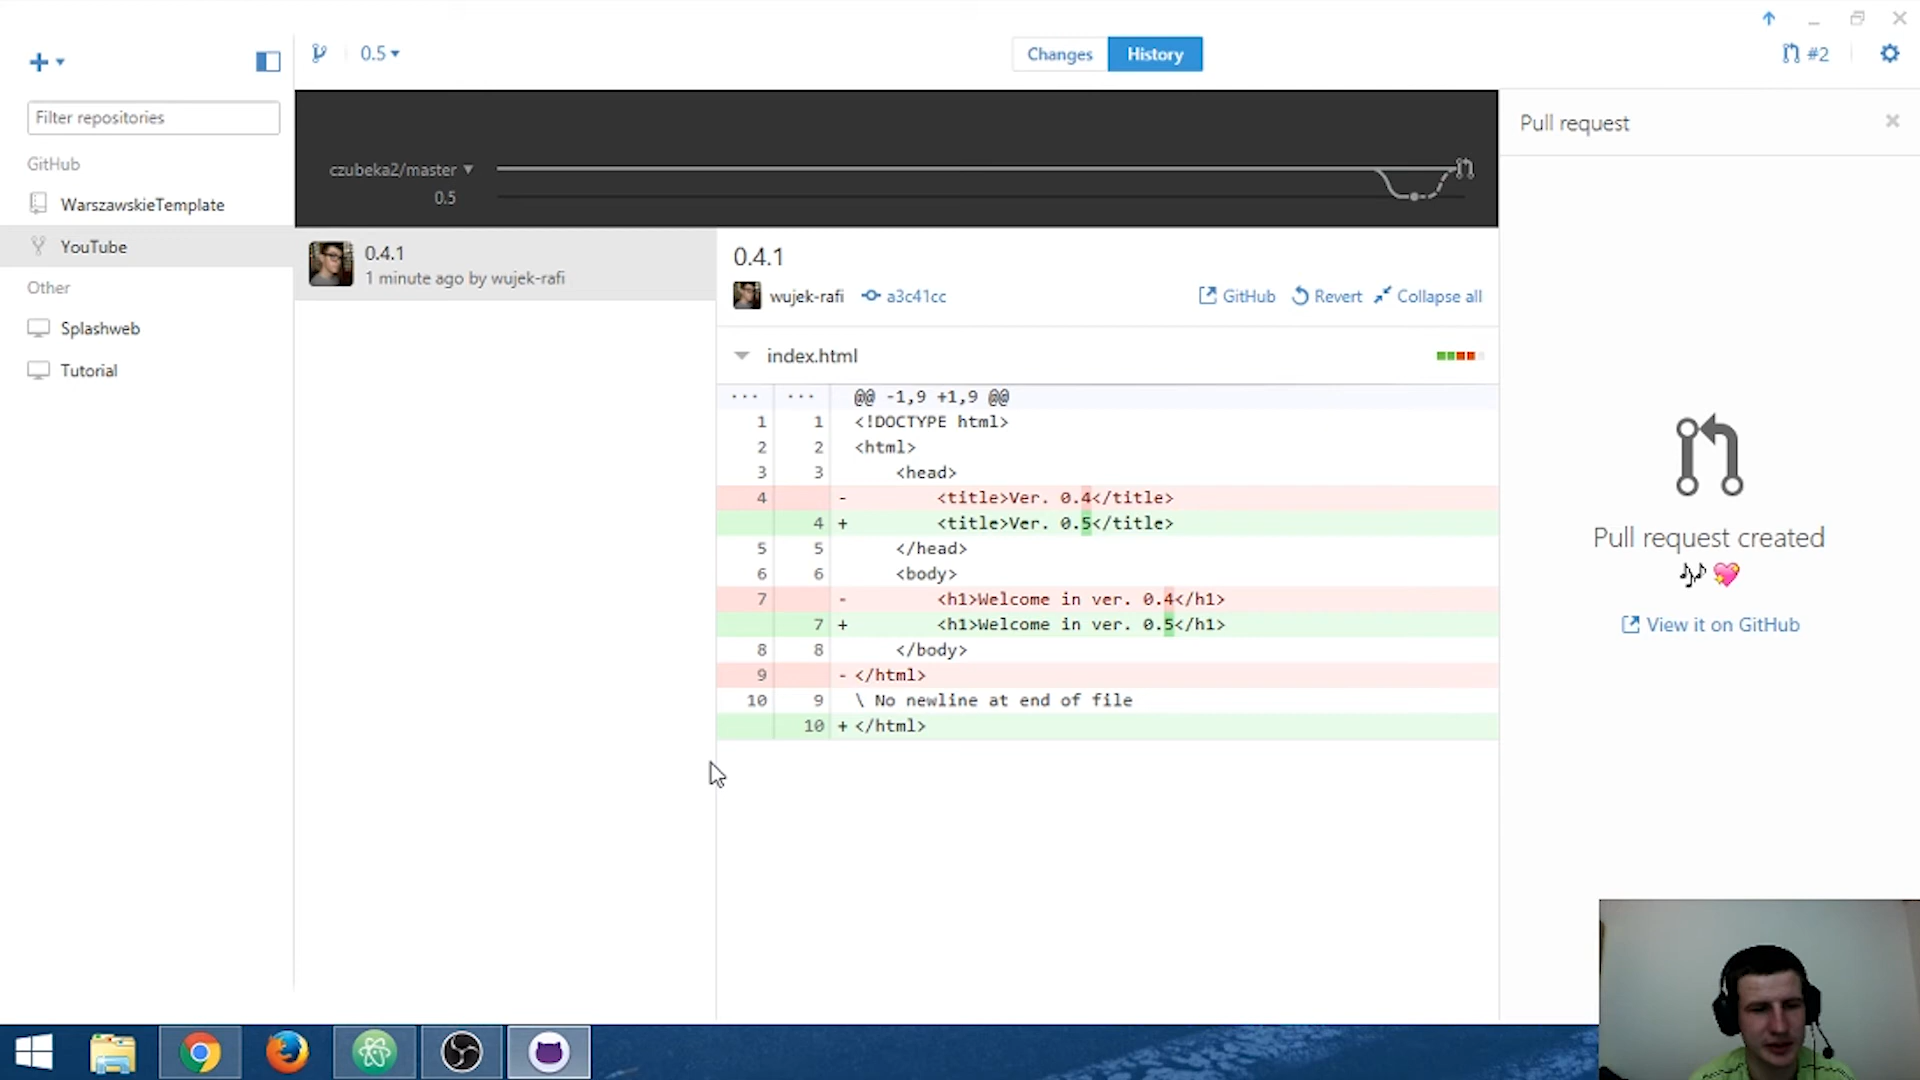 0.5
Changes
History
#2
Filter repositories
GitHub
WarszawskieTemplate
YouTube
Other
Splashweb
Tutorial
czubeka2/master
0.5
0.4.1
1 minute ago by wujek-rafi
0.4.1
wujek-rafi a3c41cc
GitHub Revert Collapse all
index.html
... ... @@ -1,9 +1,9 @@
1 1 <!DOCTYPE html>
2 2 <html>
3 3 <head>
4 - <title>Ver. 0.4</title>
4 + <title>Ver. 0.5</title>
5 5 </head>
6 6 <body>
7 - <h1>Welcome in ver. 0.4</h1>
7 + <h1>Welcome in ver. 0.5</h1>
8 8 </body>
9 - </html>
10 9 \ No newline at end of file
10 + </html>
Pull request
Pull request created
🎶 💖
View it on GitHub